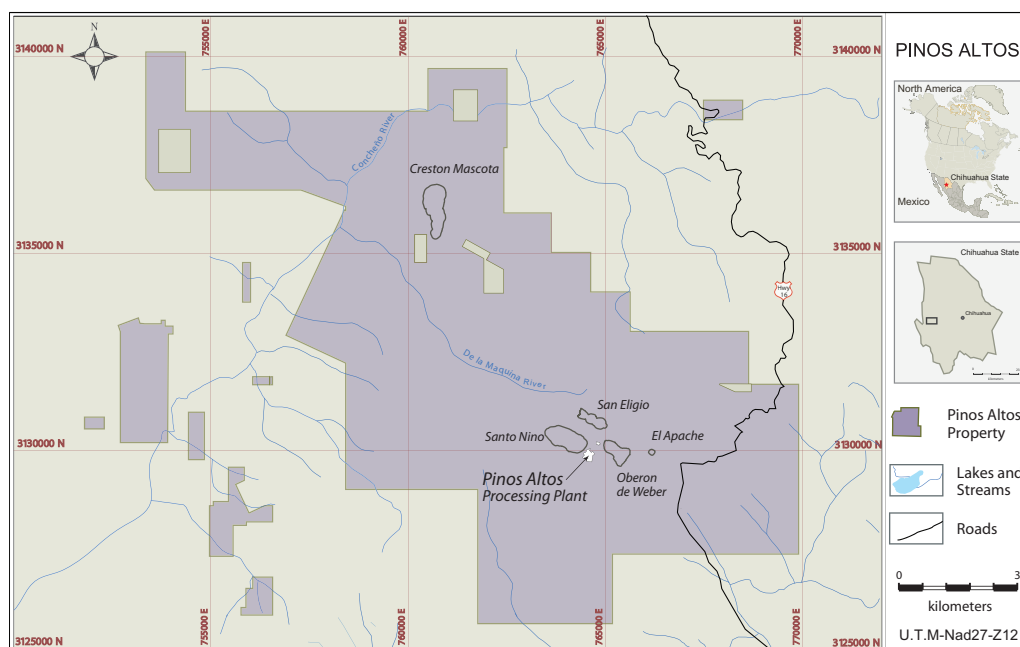 N
755000 E
760000 E
765000 E
770000 E
3140000 N
3140000 N
Concheño River
Creston Mascota
3135000 N
3135000 N
Hwy
16
De la Maquina River
San Eligio
Santo Nino
El Apache
3130000 N
3130000 N
Pinos Altos
Processing Plant
Oberon
de Weber
3125000 N
3125000 N
755000 E
760000 E
765000 E
770000 E
PINOS ALTOS
North America
Chihuahua State
Mexico
Chihuahua State
Chihuahua
Pinos Altos
Property
Lakes and
Streams
Roads
0
3
kilometers
U.T.M-Nad27-Z12